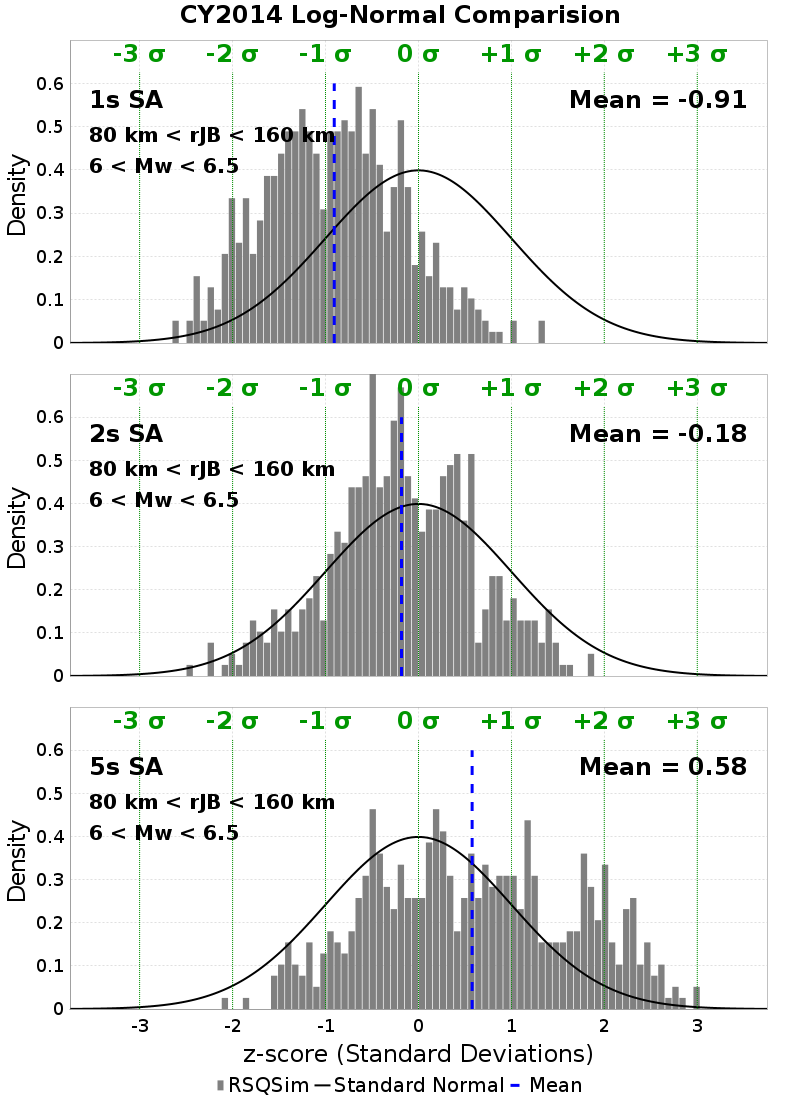 CY2014 Log-Normal Comparision
-3 σ -2 σ -1 σ 0 σ +1 σ +2 σ +3 σ
0.6
1s SA Mean = -0.91
0.5
80 km < rJB < 160 km
6 < Mw < 6.5
0.4
Density
0.3
0.2
0.1
0
-3 σ -2 σ -1 σ 0 σ +1 σ +2 σ +3 σ
0.6
2s SA Mean = -0.18
0.5
80 km < rJB < 160 km
6 < Mw < 6.5
0.4
Density
0.3
0.2
0.1
0
-3 σ -2 σ -1 σ 0 σ +1 σ +2 σ +3 σ
0.6
5s SA Mean = 0.58
0.5
80 km < rJB < 160 km
6 < Mw < 6.5
0.4
Density
0.3
0.2
0.1
0
-3 -2 -1 0 1 2 3
z-score (Standard Deviations)
RSQSim Standard Normal Mean